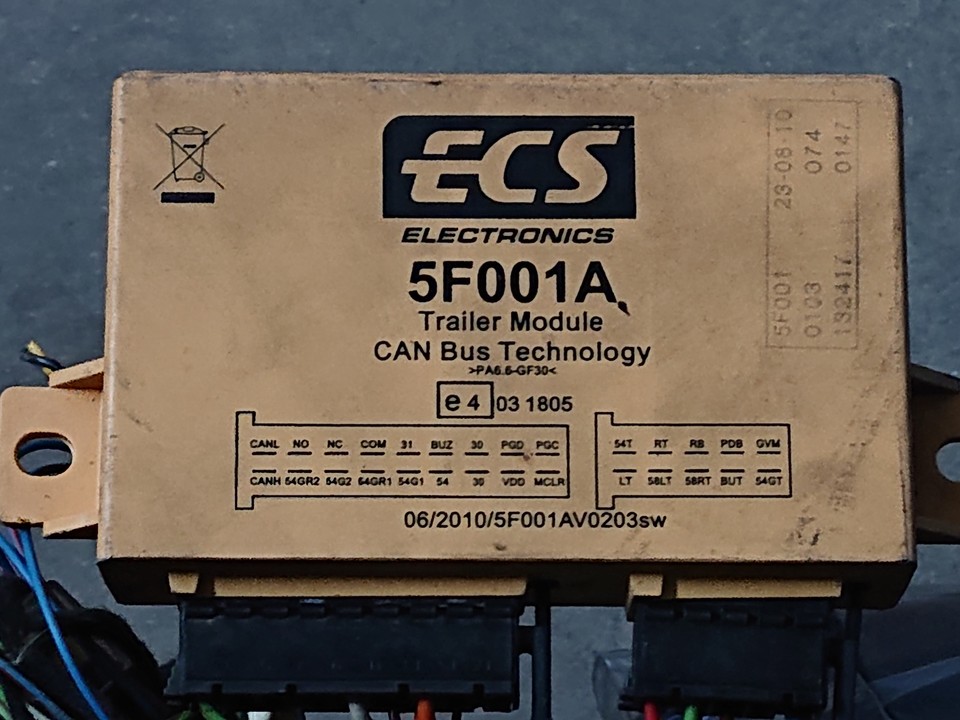 ECS
ELECTRONICS
5F001A
Trailer Module
CAN Bus Technology
>PA6.6-GF30<
e4 03 1805
CANL NO NC COM 31 BUZ 30 PGD PGC
CANH 54GR2 54G2 54GR1 54G1 54 30 VDD MCLR
54T RT RB PDB GVM
LT 58LT 58RT BUT 54GT
06/2010/5F001AV0203sw
5F001 23-08-10
0103 074
132417 0147